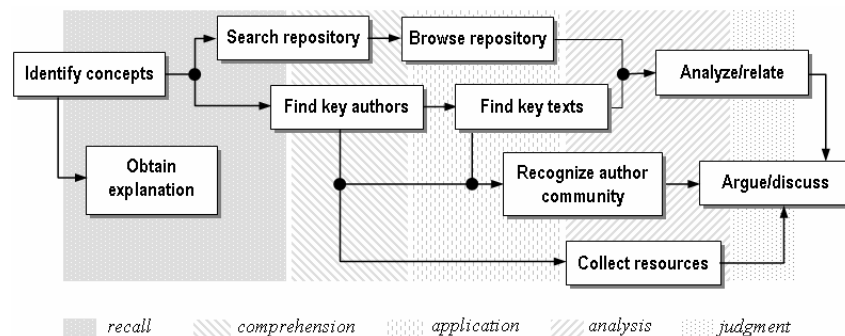 Search repository
Browse repository
Identify concepts
Analyze/relate
Find key authors
Find key texts
Obtain
explanation
Recognize author
community
Argue/discuss
Collect resources
recall
comprehension
application
analysis
judgment